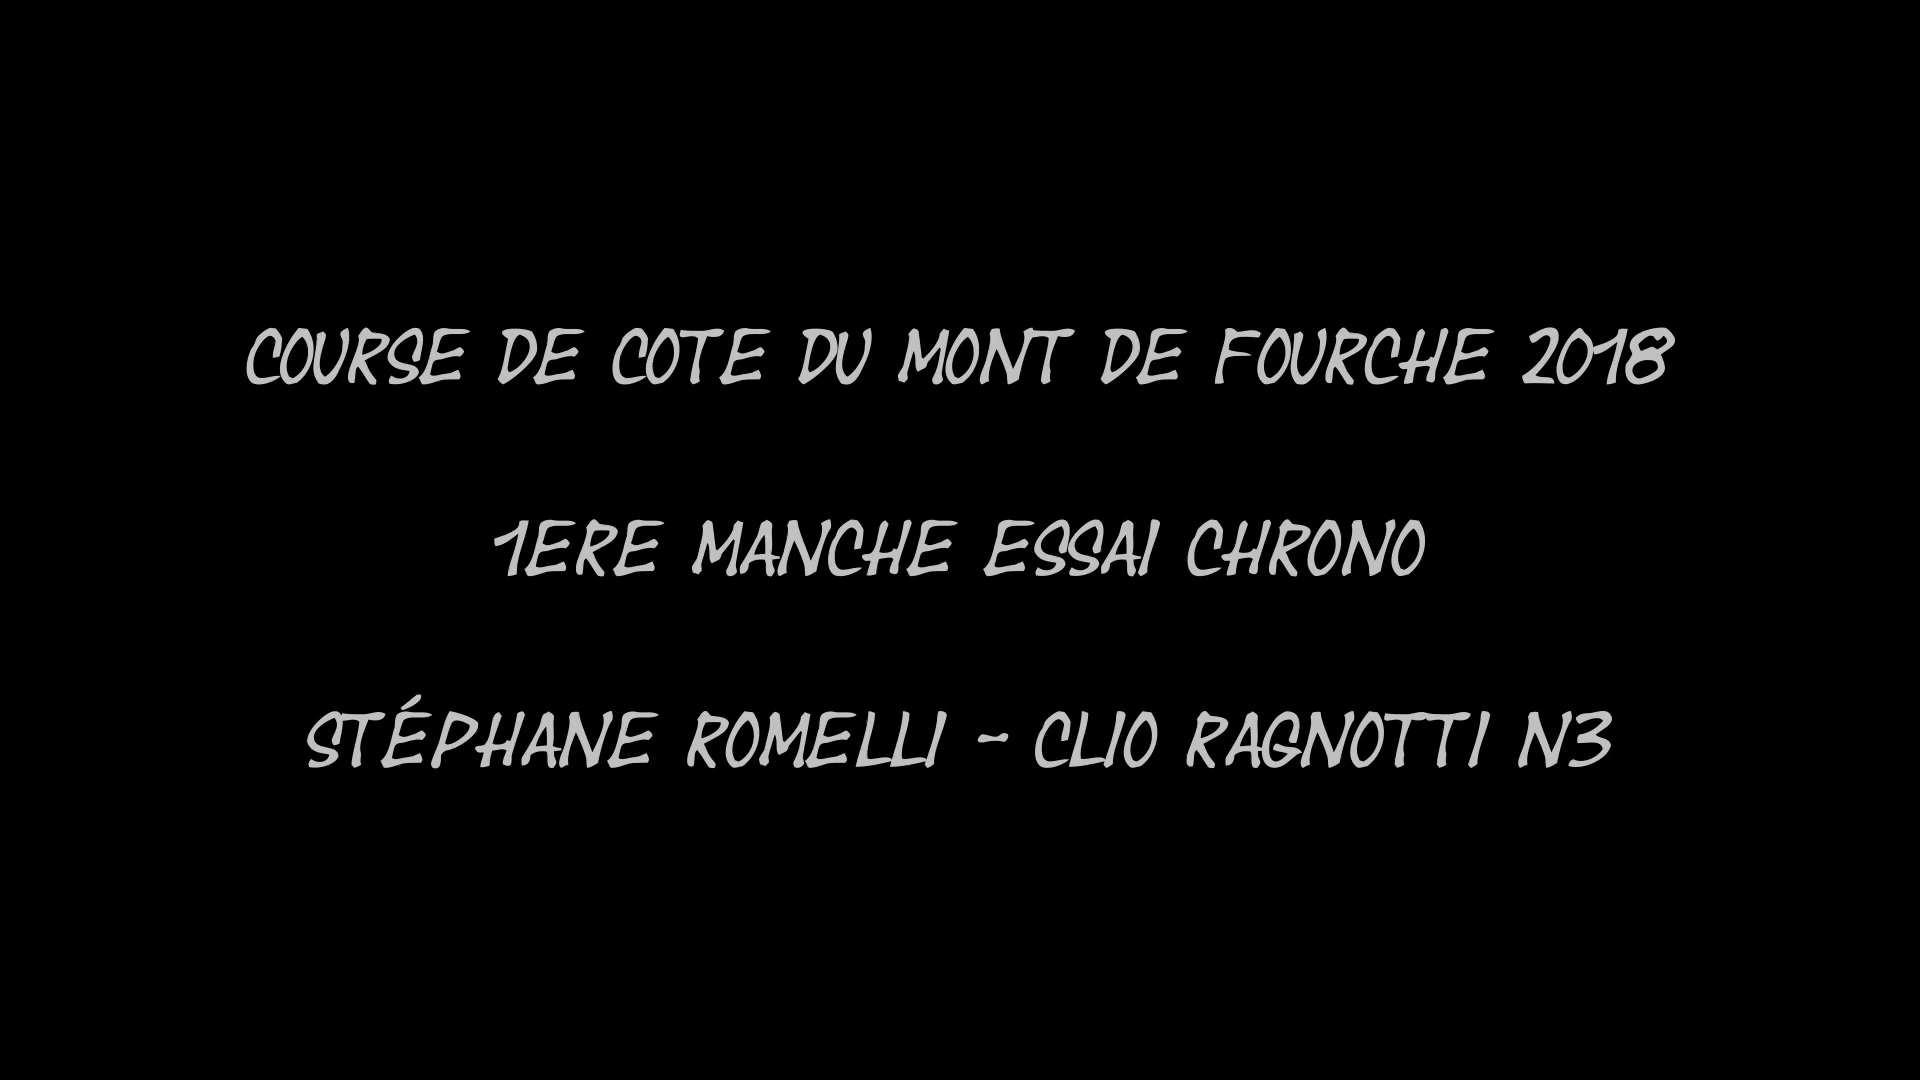 COURSE DE COTE DU MONT DE FOURCHE 2018
1ERE MANCHE ESSAI CHRONO
STÉPHANE ROMELLI - CLIO RAGNOTTI N3